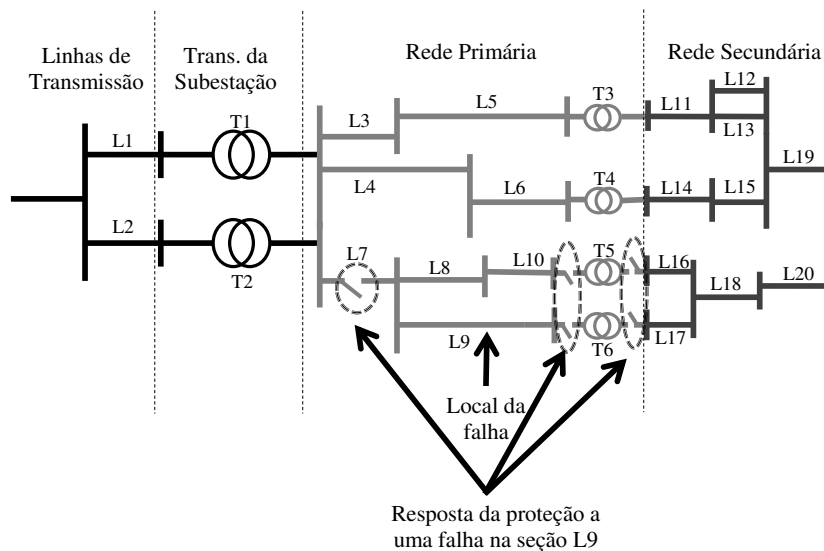 Linhas de
Transmissão
Trans. da
Subestação
Rede Primária
Rede Secundária
L1
T1
L2
T2
L3
L5
T3
L11
L12
L13
L4
L6
T4
L14
L15
L19
L7
L8
L10
T5
L16
L18
L20
L9
T6
L17
Local da
falha
Resposta da proteção a
uma falha na seção L9